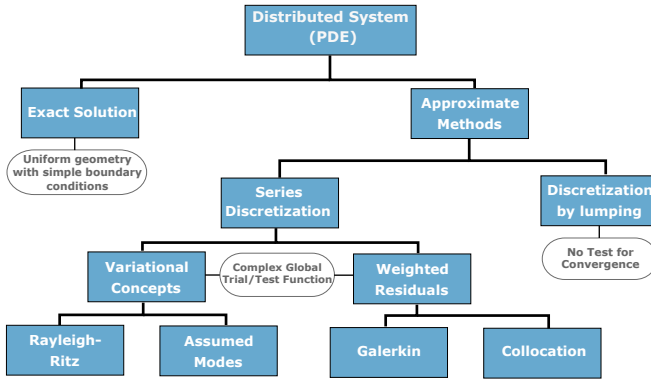 Distributed System
(PDE)
Exact Solution
Approximate
Methods
Uniform geometry
with simple boundary
conditions
Series
Discretization
Discretization
by lumping
No Test for
Convergence
Variational
Concepts
Complex Global
Trial/Test Function
Weighted
Residuals
Rayleigh-
Ritz
Assumed
Modes
Galerkin
Collocation